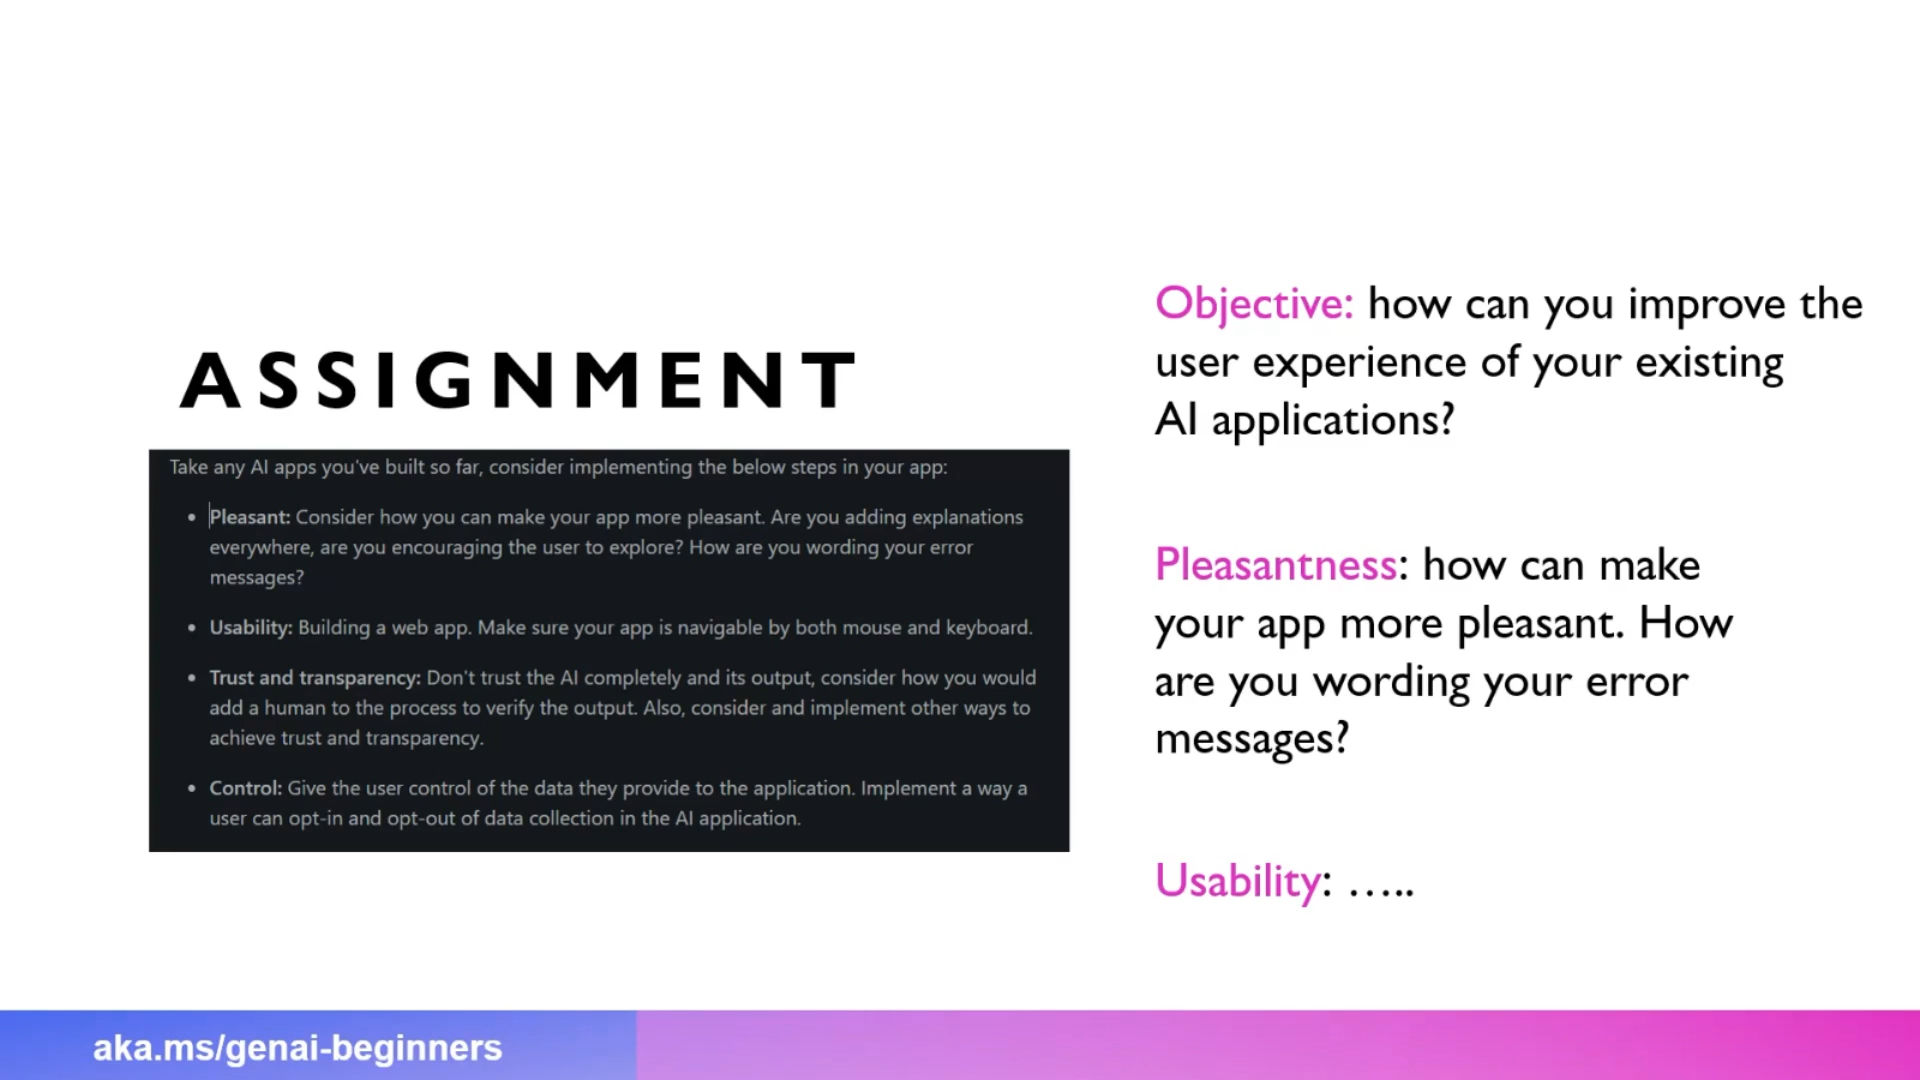 ASSIGNMENT
Take any AI apps you've built so far, consider implementing the below steps in your app:
• Pleasant: Consider how you can make your app more pleasant. Are you adding explanations
everywhere, are you encouraging the user to explore? How are you wording your error
messages?
• Usability: Building a web app. Make sure your app is navigable by both mouse and keyboard.
• Trust and transparency: Don't trust the AI completely and its output, consider how you would
add a human to the process to verify the output. Also, consider and implement other ways to
achieve trust and transparency.
• Control: Give the user control of the data they provide to the application. Implement a way a
user can opt-in and opt-out of data collection in the AI application.
Objective: how can you improve the
user experience of your existing
AI applications?
Pleasantness: how can make
your app more pleasant. How
are you wording your error
messages?
Usability: …..
aka.ms/genai-beginners